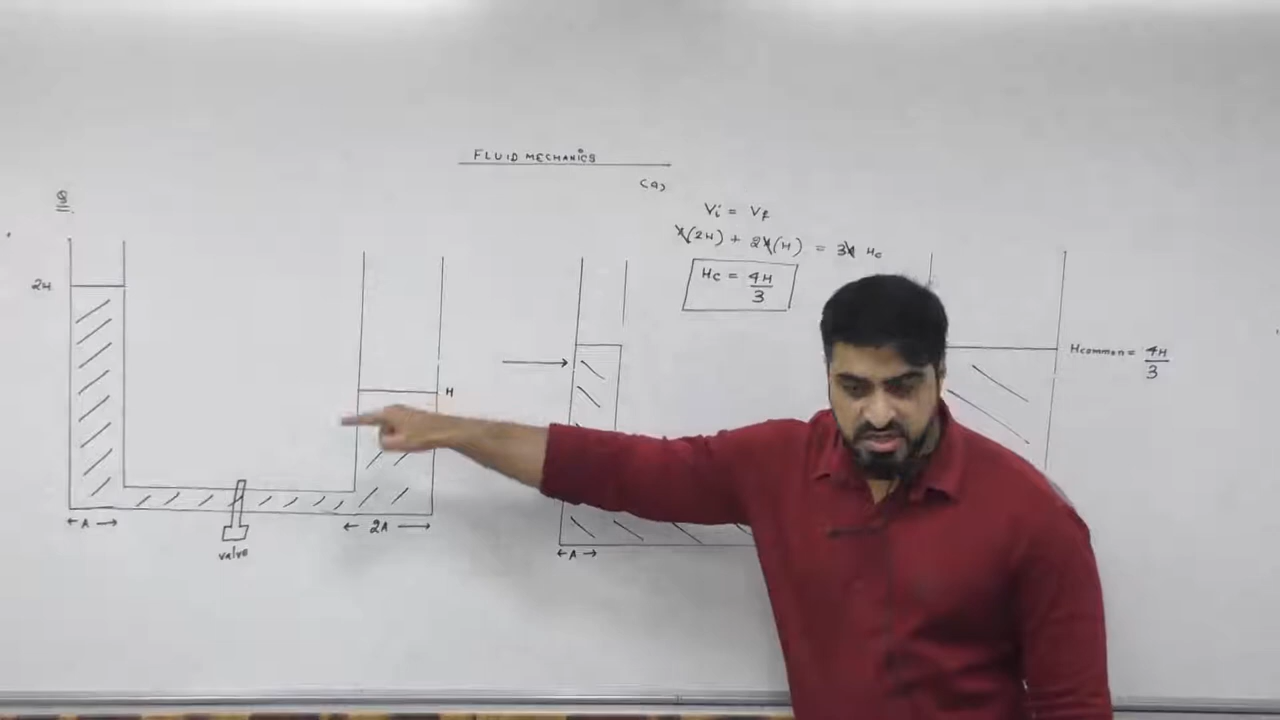 FLUID MECHANICS
Q
(a)
Vi = Vf
A(2H) + 2A(H) = 3A Hc
Hc = 4H/3
2H
H
Hcommon = 4H/3
← A →
valve
← 2A →
← A →